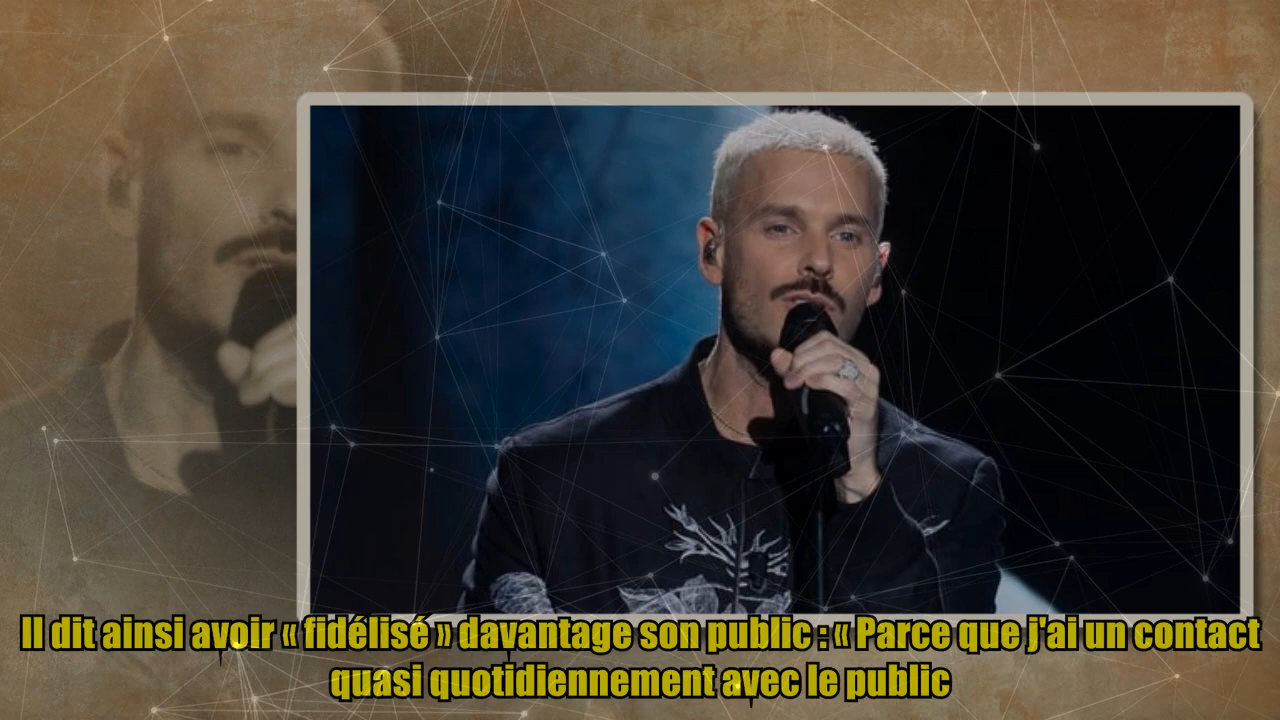 Il dit ainsi avoir « fidélisé » davantage son public : « Parce que j'ai un contact
quasi quotidiennement avec le public